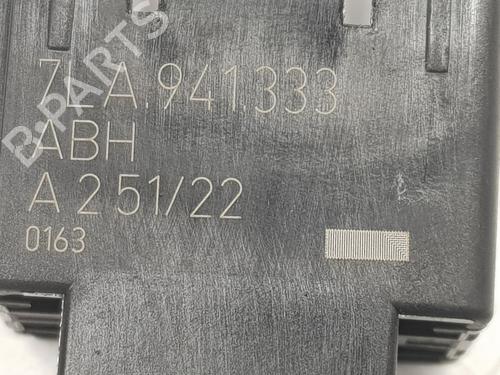 7LA.941.333
ABH
A 2 51/22
0163
B-PARTS